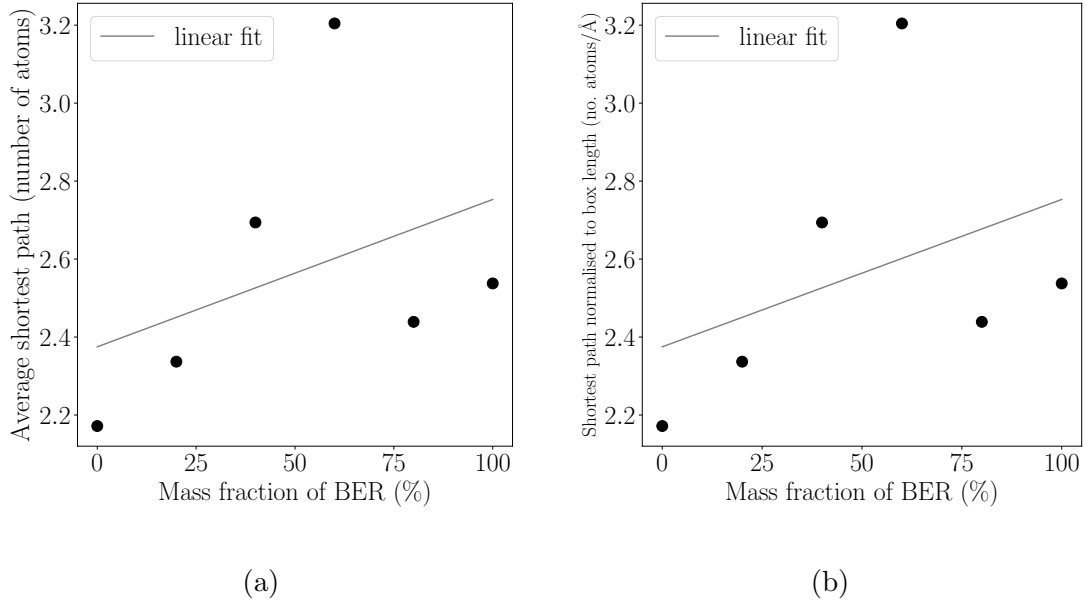 linear fit
3.2
3.0
2.8
2.6
2.4
2.2
Average shortest path (number of atoms)
0 25 50 75 100
Mass fraction of BER (%)
(a)
linear fit
3.2
3.0
2.8
2.6
2.4
2.2
Shortest path normalised to box length (no. atoms/Å)
0 25 50 75 100
Mass fraction of BER (%)
(b)